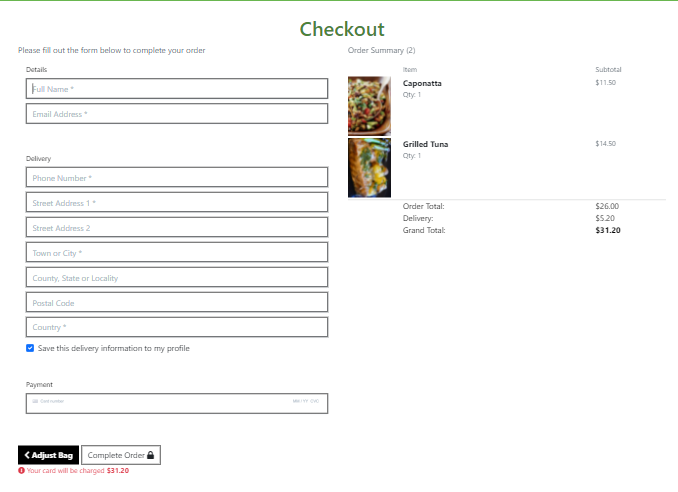 Checkout
Please fill out the form below to complete your order
Details
Full Name *
Email Address *
Delivery
Phone Number *
Street Address 1 *
Street Address 2
Town or City *
County, State or Locality
Postal Code
Country *
Save this delivery information to my profile
Payment
Card number MM / YY CVC
Adjust Bag
Complete Order
Your card will be charged $31.20
Order Summary (2)
Item Subtotal
Caponatta $11.50
Qty: 1
Grilled Tuna $14.50
Qty: 1
Order Total: $26.00
Delivery: $5.20
Grand Total: $31.20